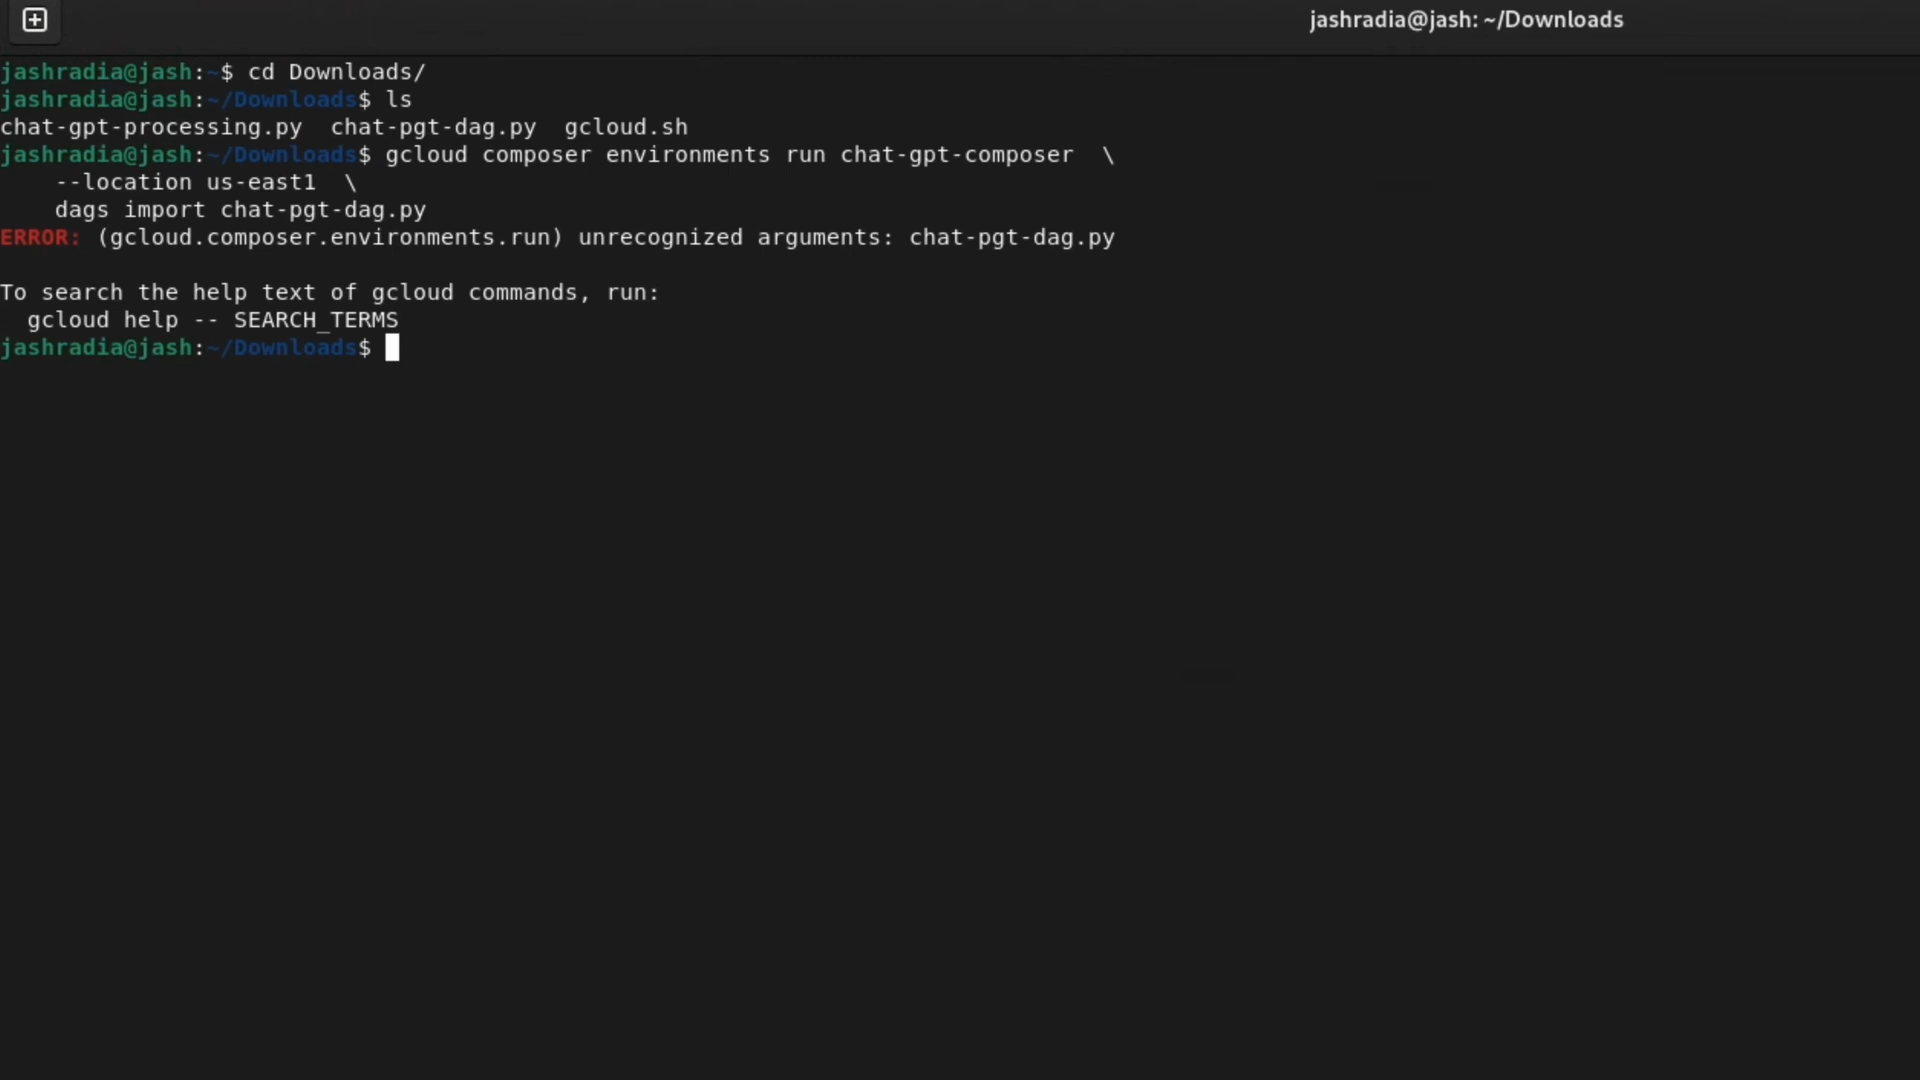 jashradia@jash: ~/Downloads
jashradia@jash:~$ cd Downloads/
jashradia@jash:~/Downloads$ ls
chat-gpt-processing.py  chat-pgt-dag.py  gcloud.sh
jashradia@jash:~/Downloads$ gcloud composer environments run chat-gpt-composer  \
    --location us-east1  \
    dags import chat-pgt-dag.py
ERROR: (gcloud.composer.environments.run) unrecognized arguments: chat-pgt-dag.py

To search the help text of gcloud commands, run:
  gcloud help -- SEARCH_TERMS
jashradia@jash:~/Downloads$